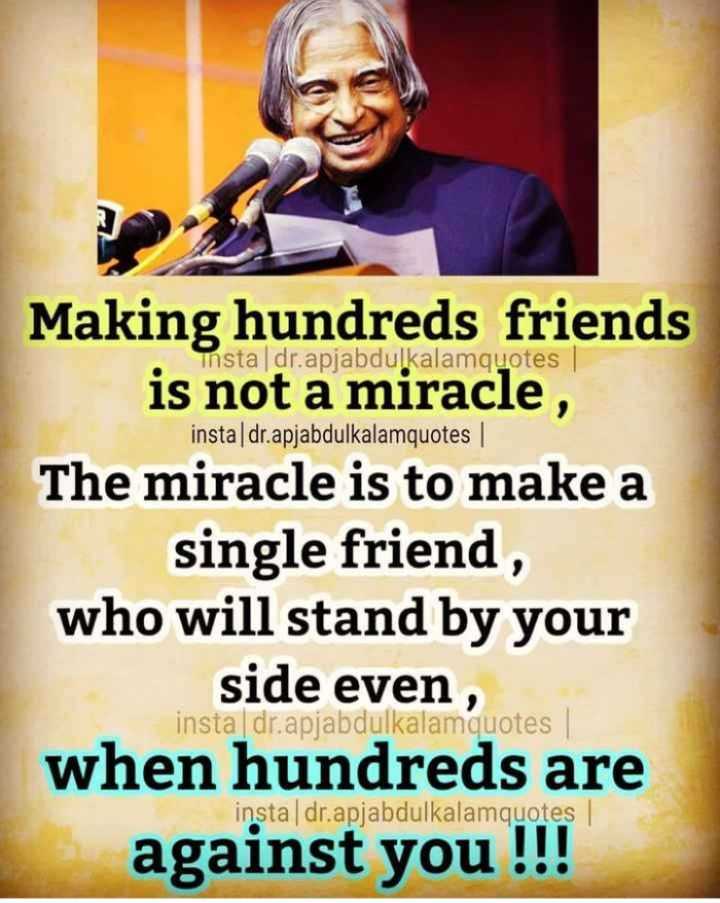 R
Making hundreds friends
insta|dr.apjabdulkalamquotes |
is not a miracle ,
insta|dr.apjabdulkalamquotes |
The miracle is to make a
single friend ,
who will stand by your
side even ,
insta|dr.apjabdulkalamquotes |
when hundreds are
insta|dr.apjabdulkalamquotes |
against you !!!